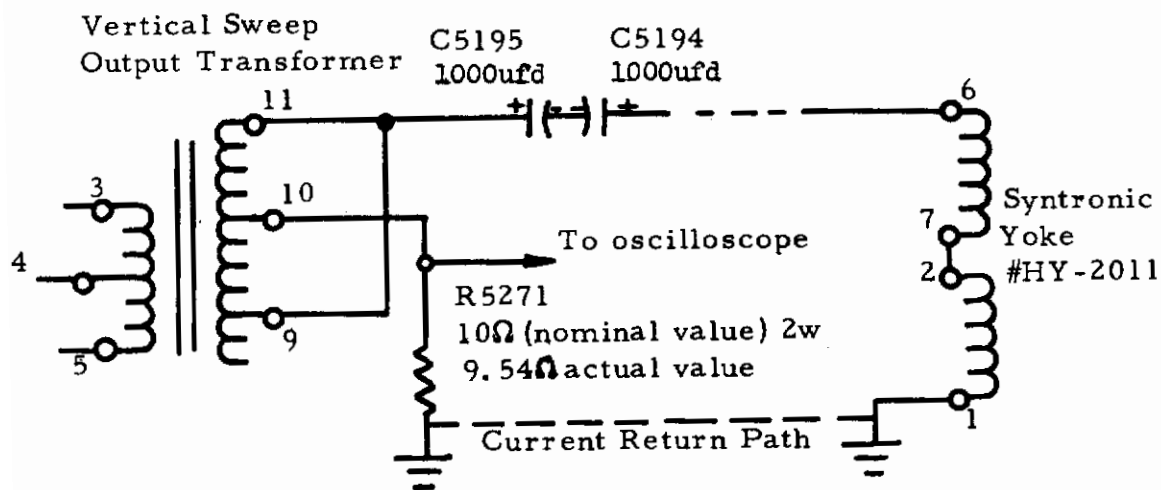 Vertical Sweep
Output Transformer
C5195
1000ufd
C5194
1000ufd
11
+
- -
+
6
3
10
4
To oscilloscope
7
Syntronic
Yoke
#HY-2011
2
R5271
10Ω (nominal value) 2w
9.54Ω actual value
9
5
1
Current Return Path